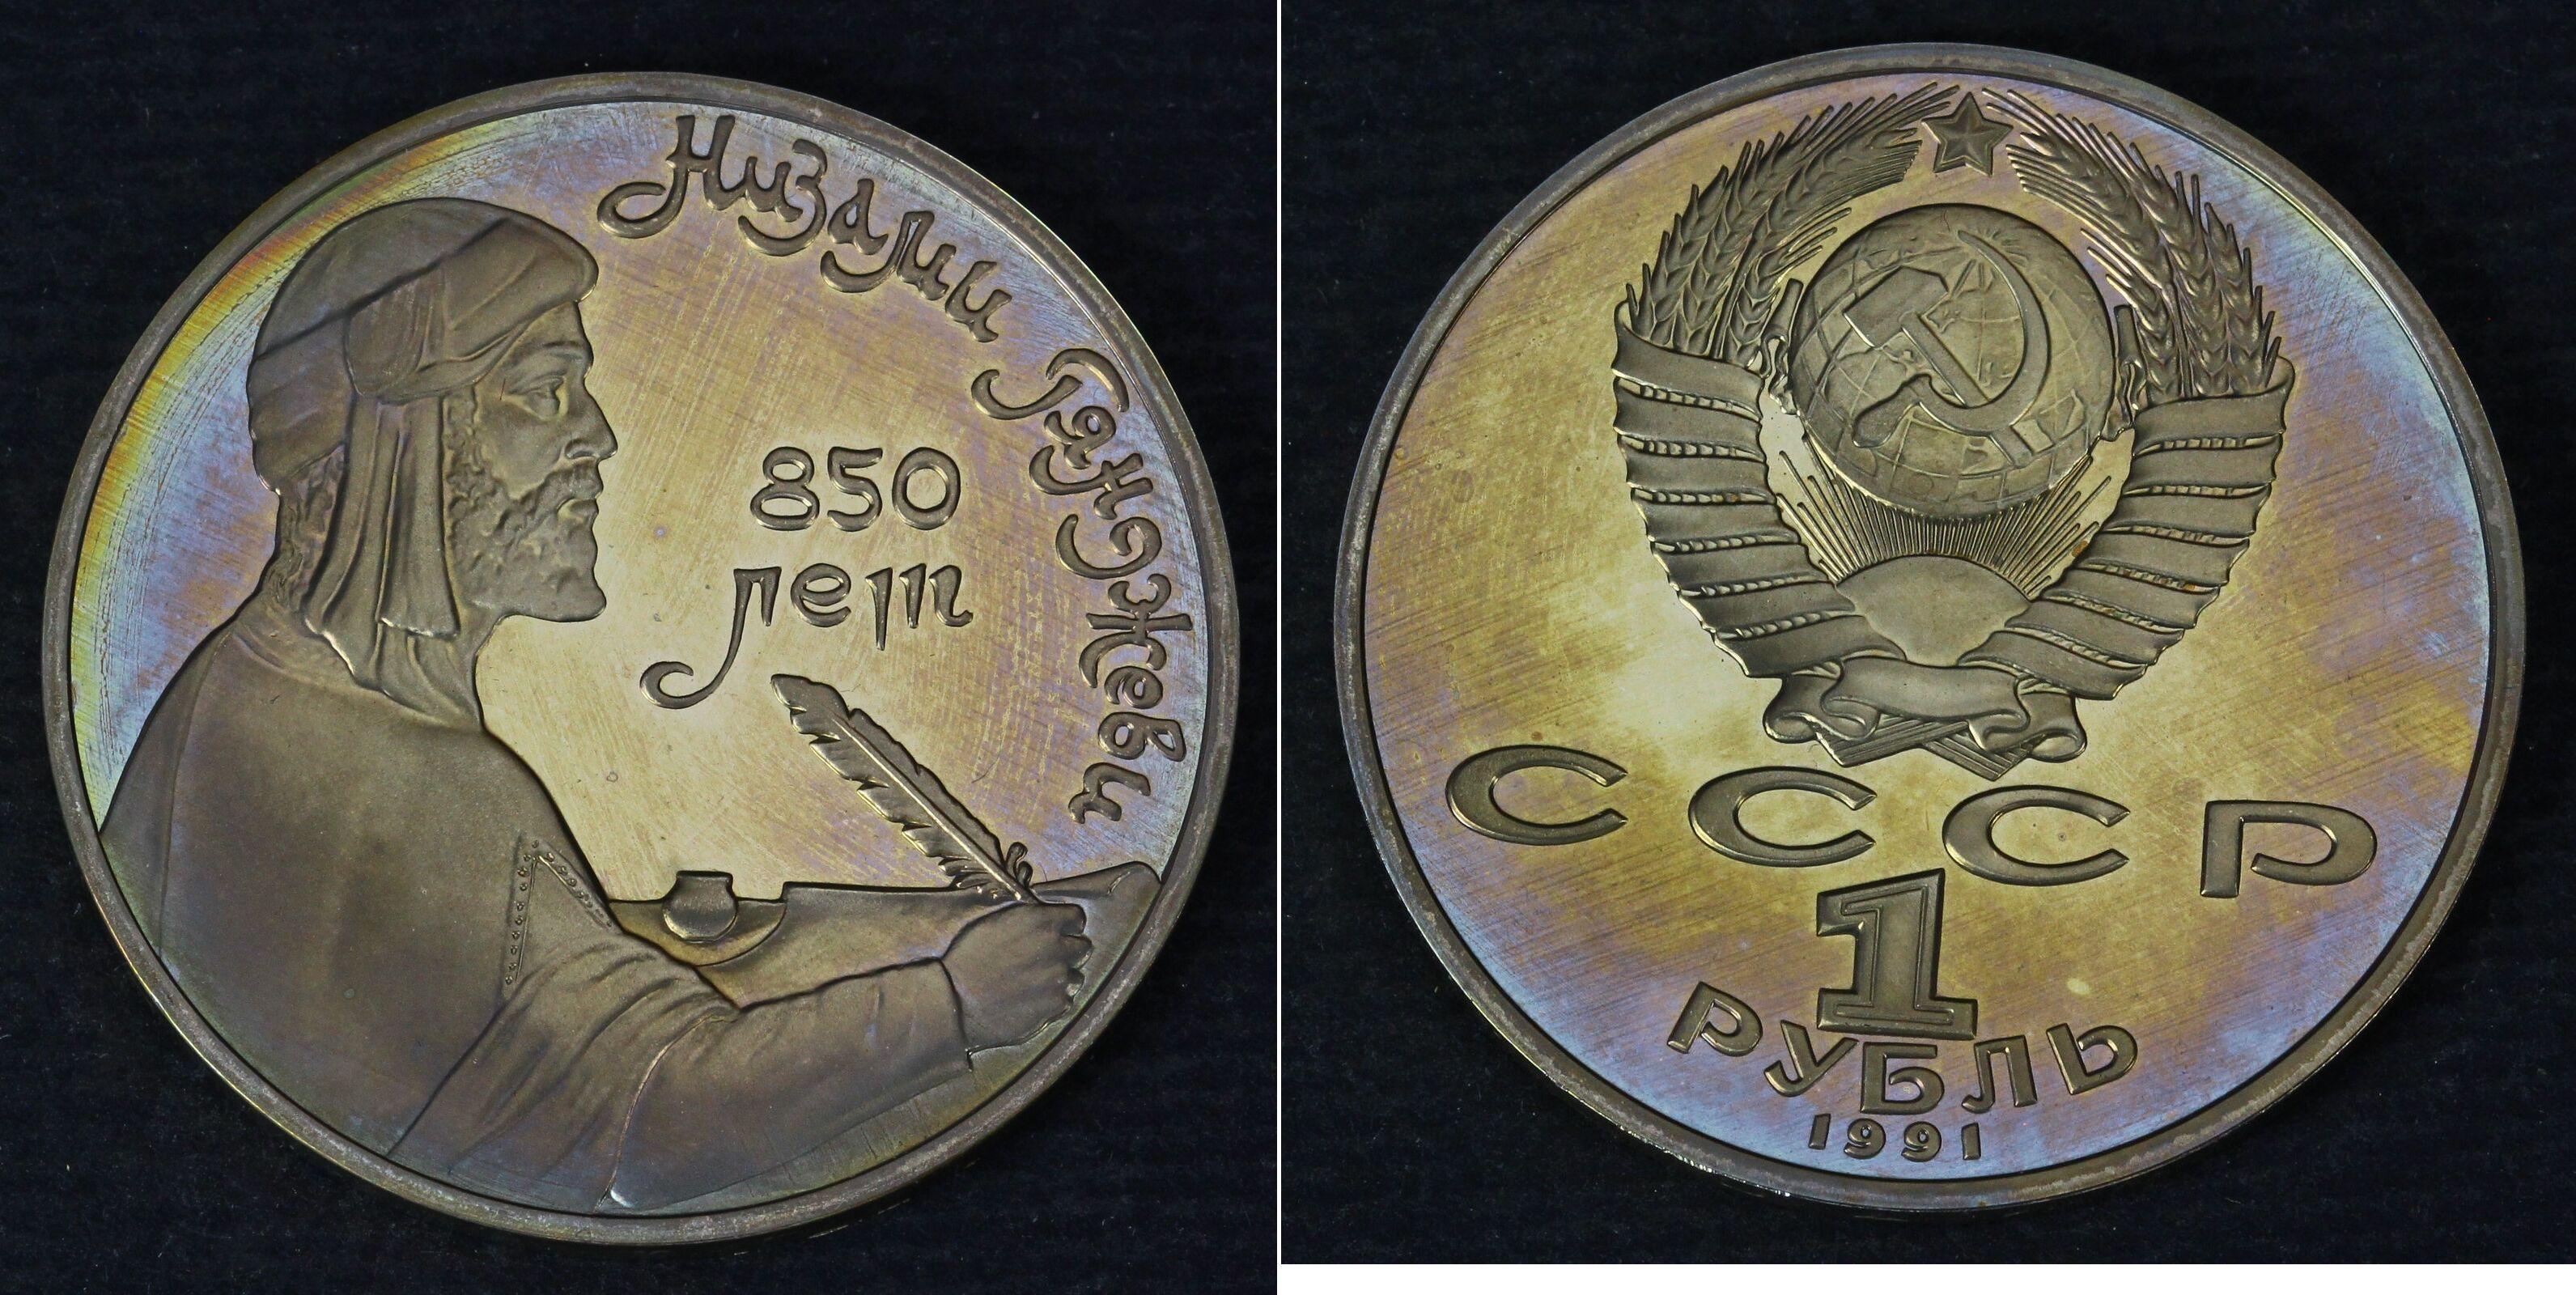 Низами Гянджеви
850
лет
СССР
1
РУБЛЬ
1991